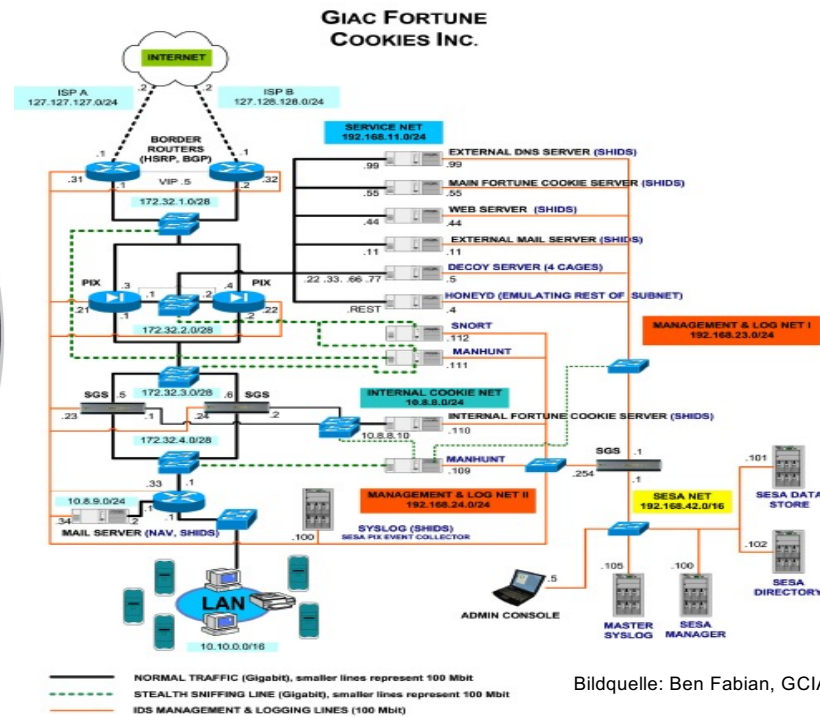 GIAC FORTUNE
COOKIES INC.
INTERNET
.2
.2
ISP A
127.127.127.0/24
ISP B
127.128.128.0/24
BORDER
ROUTERS
(HSRP, BGP)
.1
.1
.31
.1
VIP .5
.2
.32
172.32.1.0/28
SERVICE NET
192.168.11.0/24
.99
EXTERNAL DNS SERVER (SHIDS)
.99
MAIN FORTUNE COOKIE SERVER (SHIDS)
.55
.55
WEB SERVER (SHIDS)
.44
.44
EXTERNAL MAIL SERVER (SHIDS)
.11
.11
DECOY SERVER (4 CAGES)
.22 .33. .66 .77
.5
HONEYD (EMULATING REST OF SUBNET)
.REST
.4
PIX
.3
.1
.2
.4
PIX
.21
.1
.2
.22
172.32.2.0/28
SNORT
.112
MANHUNT
.111
MANAGEMENT & LOG NET I
192.168.23.0/24
172.32.3.0/28
SGS
.5
.6
SGS
.23
.1
.24
.2
INTERNAL COOKIE NET
10.8.8.0/24
INTERNAL FORTUNE COOKIE SERVER (SHIDS)
.110
10.8.8.10
172.32.4.0/28
MANHUNT
.109
SGS
.1
.254
.1
.33
.1
10.8.9.0/24
.1
.1
.34
.2
MAIL SERVER (NAV, SHIDS)
MANAGEMENT & LOG NET II
192.168.24.0/24
SYSLOG (SHIDS)
SESA PIX EVENT COLLECTOR
.100
SESA NET
192.168.42.0/16
.101
SESA DATA
STORE
.102
SESA
DIRECTORY
.5
ADMIN CONSOLE
.105
MASTER
SYSLOG
.100
SESA
MANAGER
LAN
10.10.0.0/16
NORMAL TRAFFIC (Gigabit), smaller lines represent 100 Mbit
STEALTH SNIFFING LINE (Gigabit), smaller lines represent 100 Mbit
IDS MANAGEMENT & LOGGING LINES (100 Mbit)
Bildquelle: Ben Fabian, GCIA